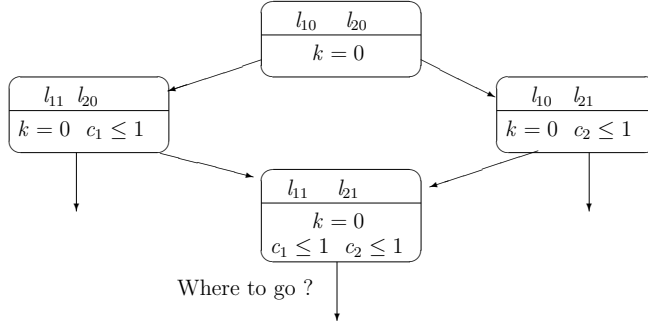 l₁₀ l₂₀
k = 0
l₁₁ l₂₀
k = 0 c₁ ≤ 1
l₁₀ l₂₁
k = 0 c₂ ≤ 1
l₁₁ l₂₁
k = 0
c₁ ≤ 1 c₂ ≤ 1
Where to go ?